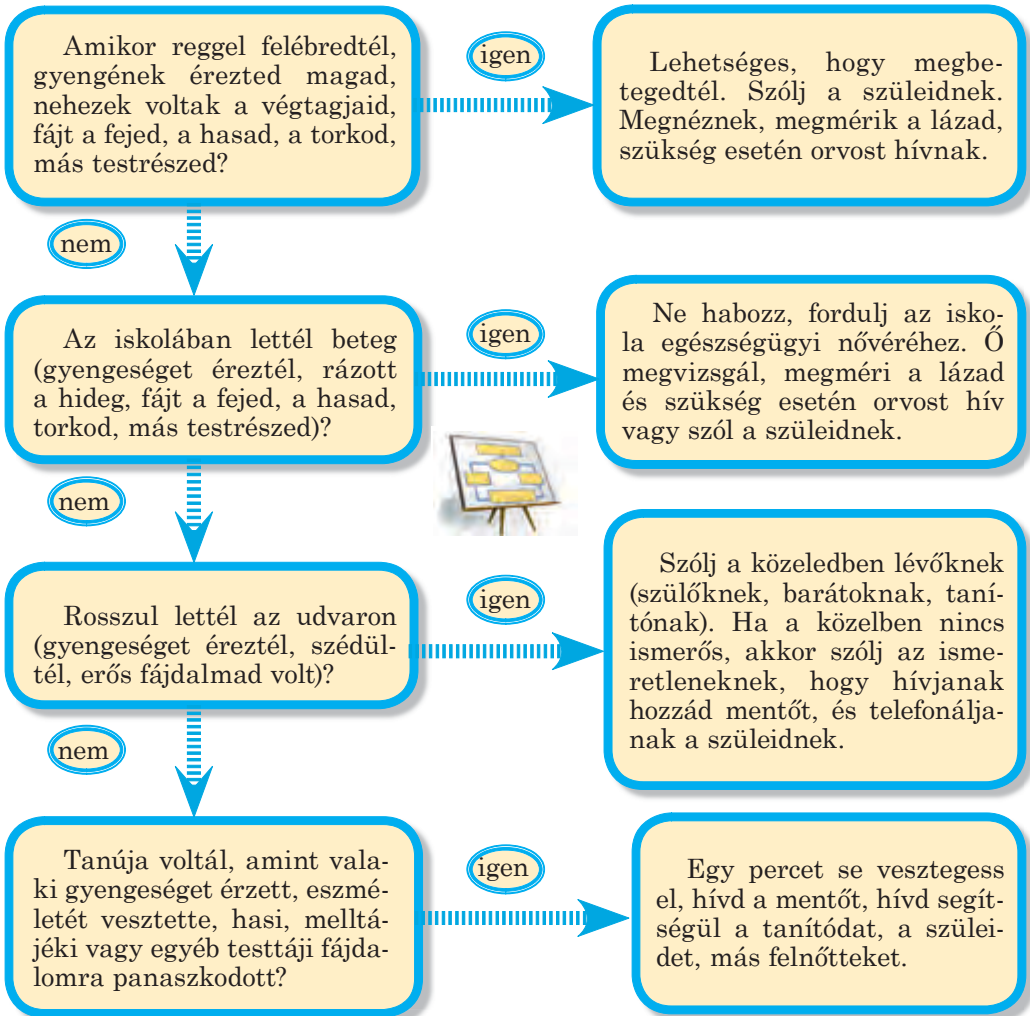 Amikor reggel felébredtél,
gyengének érezted magad,
nehezek voltak a végtagjaid,
fájt a fejed, a hasad, a torkod,
más testrészed?
igen
Lehetséges, hogy megbe-
tegedtél. Szólj a szüleidnek.
Megnéznek, megmérik a lázad,
szükség esetén orvost hívnak.
nem
Az iskolában lettél beteg
(gyengeséget éreztél, rázott
a hideg, fájt a fejed, a hasad,
torkod, más testrészed)?
igen
Ne habozz, fordulj az isko-
la egészségügyi nővéréhez. Ő
megvizsgál, megméri a lázad
és szükség esetén orvost hív
vagy szól a szüleidnek.
nem
Rosszul lettél az udvaron
(gyengeséget éreztél, szédül-
tél, erős fájdalmad volt)?
igen
Szólj a közeledben lévőknek
(szülőknek, barátoknak, taní-
tónak). Ha a közelben nincs
ismerős, akkor szólj az isme-
retleneknek, hogy hívjanak
hozzád mentőt, és telefonálja-
nak a szüleidnek.
nem
Tanúja voltál, amint vala-
ki gyengeséget érzett, eszmé-
letét vesztette, hasi, melltá-
jéki vagy egyéb testtáji fájda-
lomra panaszkodott?
igen
Egy percet se vesztegess
el, hívd a mentőt, hívd segít-
ségül a tanítódat, a szülei-
det, más felnőtteket.